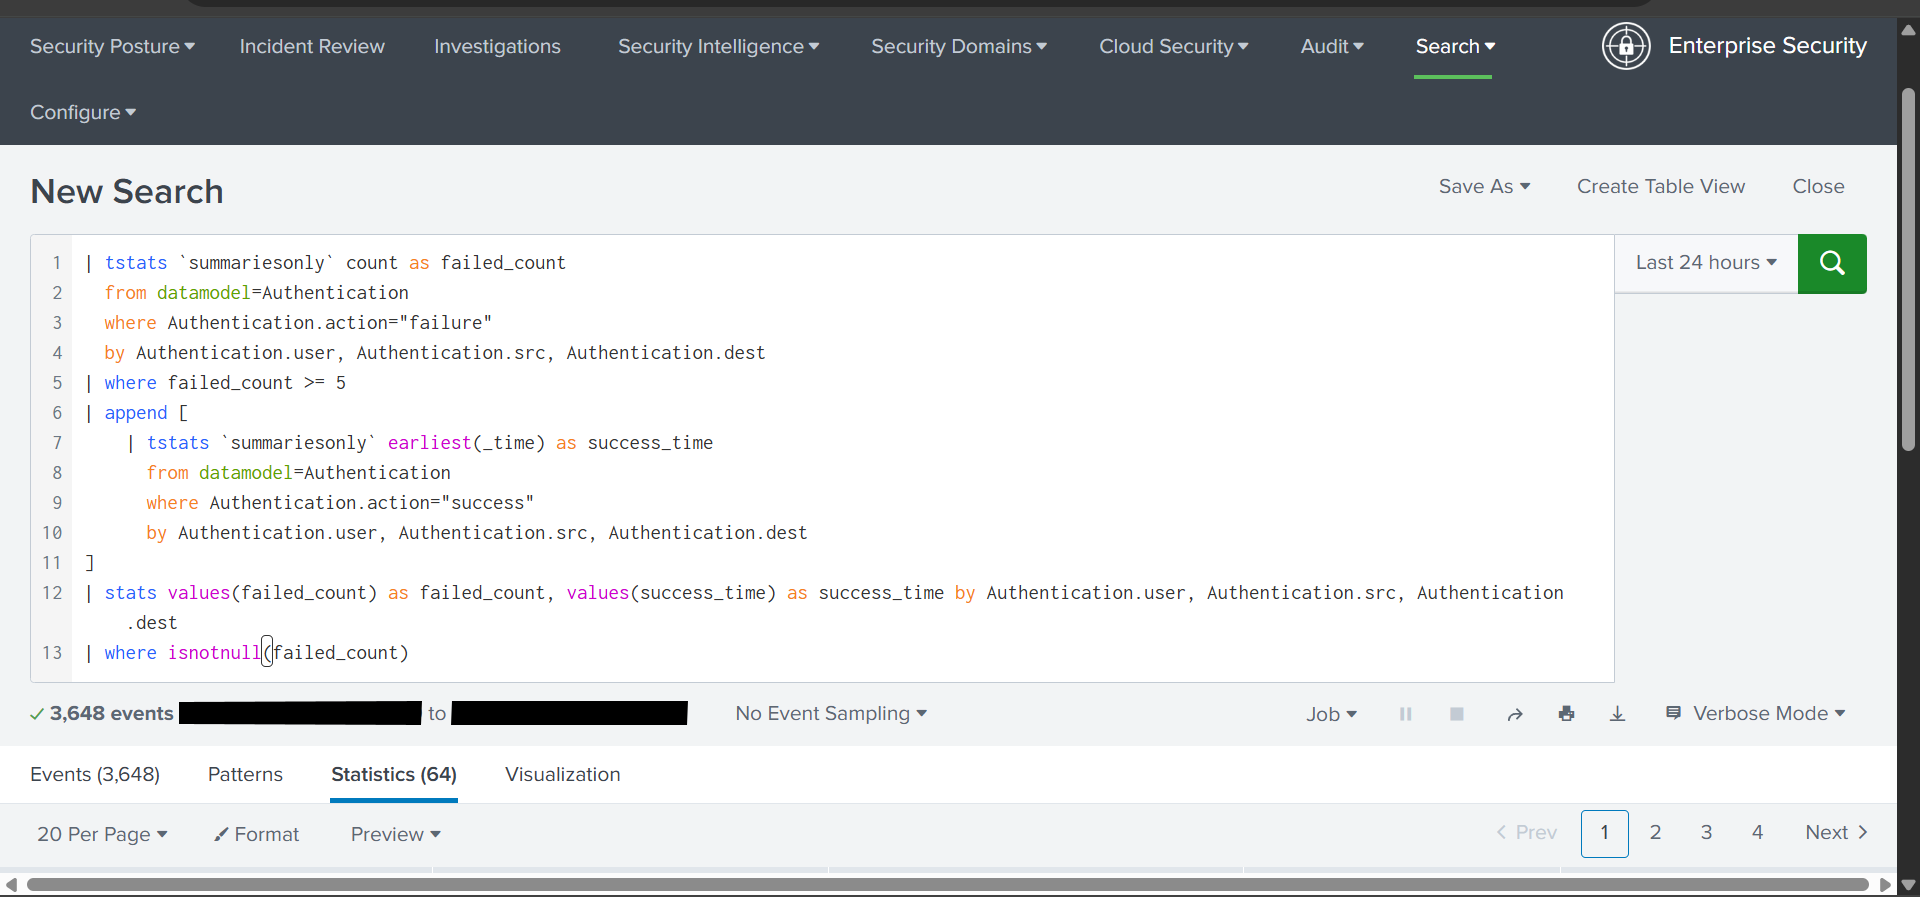 Security Posture Incident Review Investigations Security Intelligence Security Domains Cloud Security Audit Search Enterprise Security
Configure
New Search
Save As Create Table View Close
1 | tstats `summariesonly` count as failed_count
2 from datamodel=Authentication
3 where Authentication.action="failure"
4 by Authentication.user, Authentication.src, Authentication.dest
5 | where failed_count >= 5
6 | append [
7 | tstats `summariesonly` earliest(_time) as success_time
8 from datamodel=Authentication
9 where Authentication.action="success"
10 by Authentication.user, Authentication.src, Authentication.dest
11 ]
12 | stats values(failed_count) as failed_count, values(success_time) as success_time by Authentication.user, Authentication.src, Authentication
.dest
13 | where isnotnull(failed_count)
Last 24 hours
3,648 events to No Event Sampling Job Verbose Mode
Events (3,648) Patterns Statistics (64) Visualization
20 Per Page Format Preview < Prev 1 2 3 4 Next >